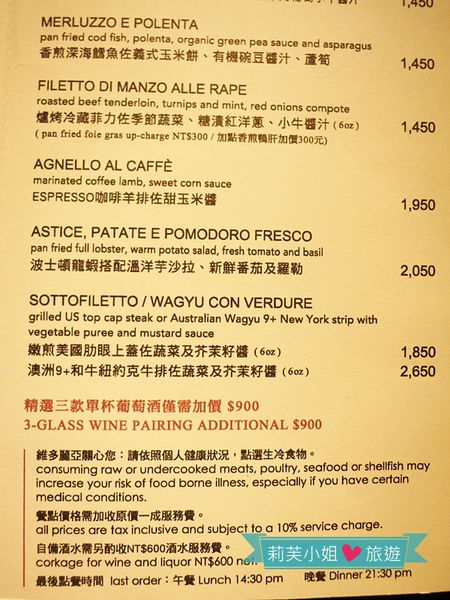 1,450
MERLUZZO E POLENTA
pan fried cod fish, polenta, organic green pea sauce and asparagus
香煎深海鱈魚佐義式玉米餅、有機碗豆醬汁、蘆筍 1,450
FILETTO DI MANZO ALLE RAPE
roasted beef tenderloin, turnips and mint, red onions compote
爐烤冷藏菲力佐季節蔬菜、糖漬紅洋蔥、小牛醬汁 (6oz) 1,450
( pan fried foie gras up-charge NT$300 / 加點香煎鴨肝加價300元)
AGNELLO AL CAFFÈ
marinated coffee lamb, sweet corn sauce
ESPRESSO咖啡羊排佐甜玉米醬 1,950
ASTICE, PATATE E POMODORO FRESCO
pan fried full lobster, warm potato salad, fresh tomato and basil
波士頓龍蝦搭配溫洋芋沙拉、新鮮番茄及羅勒 2,050
SOTTOFILETTO / WAGYU CON VERDURE
grilled US top cap steak or Australian Wagyu 9+ New York strip with
vegetable puree and mustard sauce
嫩煎美國肋眼上蓋佐蔬菜及芥茉籽醬 (6oz) 1,850
澳洲9+和牛紐約克牛排佐蔬菜及芥茉籽醬 (6oz) 2,650
精選三款單杯葡萄酒僅需加價 $900
3-GLASS WINE PAIRING ADDITIONAL $900
維多麗亞關心您：請依照個人健康狀況，點選生冷食物。
consuming raw or undercooked meats, poultry, seafood or shellfish may
increase your risk of food borne illness, especially if you have certain
medical conditions.
餐點價格需加收原價一成服務費。
all prices are tax inclusive and subject to a 10% service charge.
自備酒水需另酌收NT$600酒水服務費。
corkage for wine and liquor NT$600 net.
最後點餐時間 last order : 午餐 Lunch 14:30 pm 晚餐 Dinner 21:30 pm
莉芙小姐❤旅遊